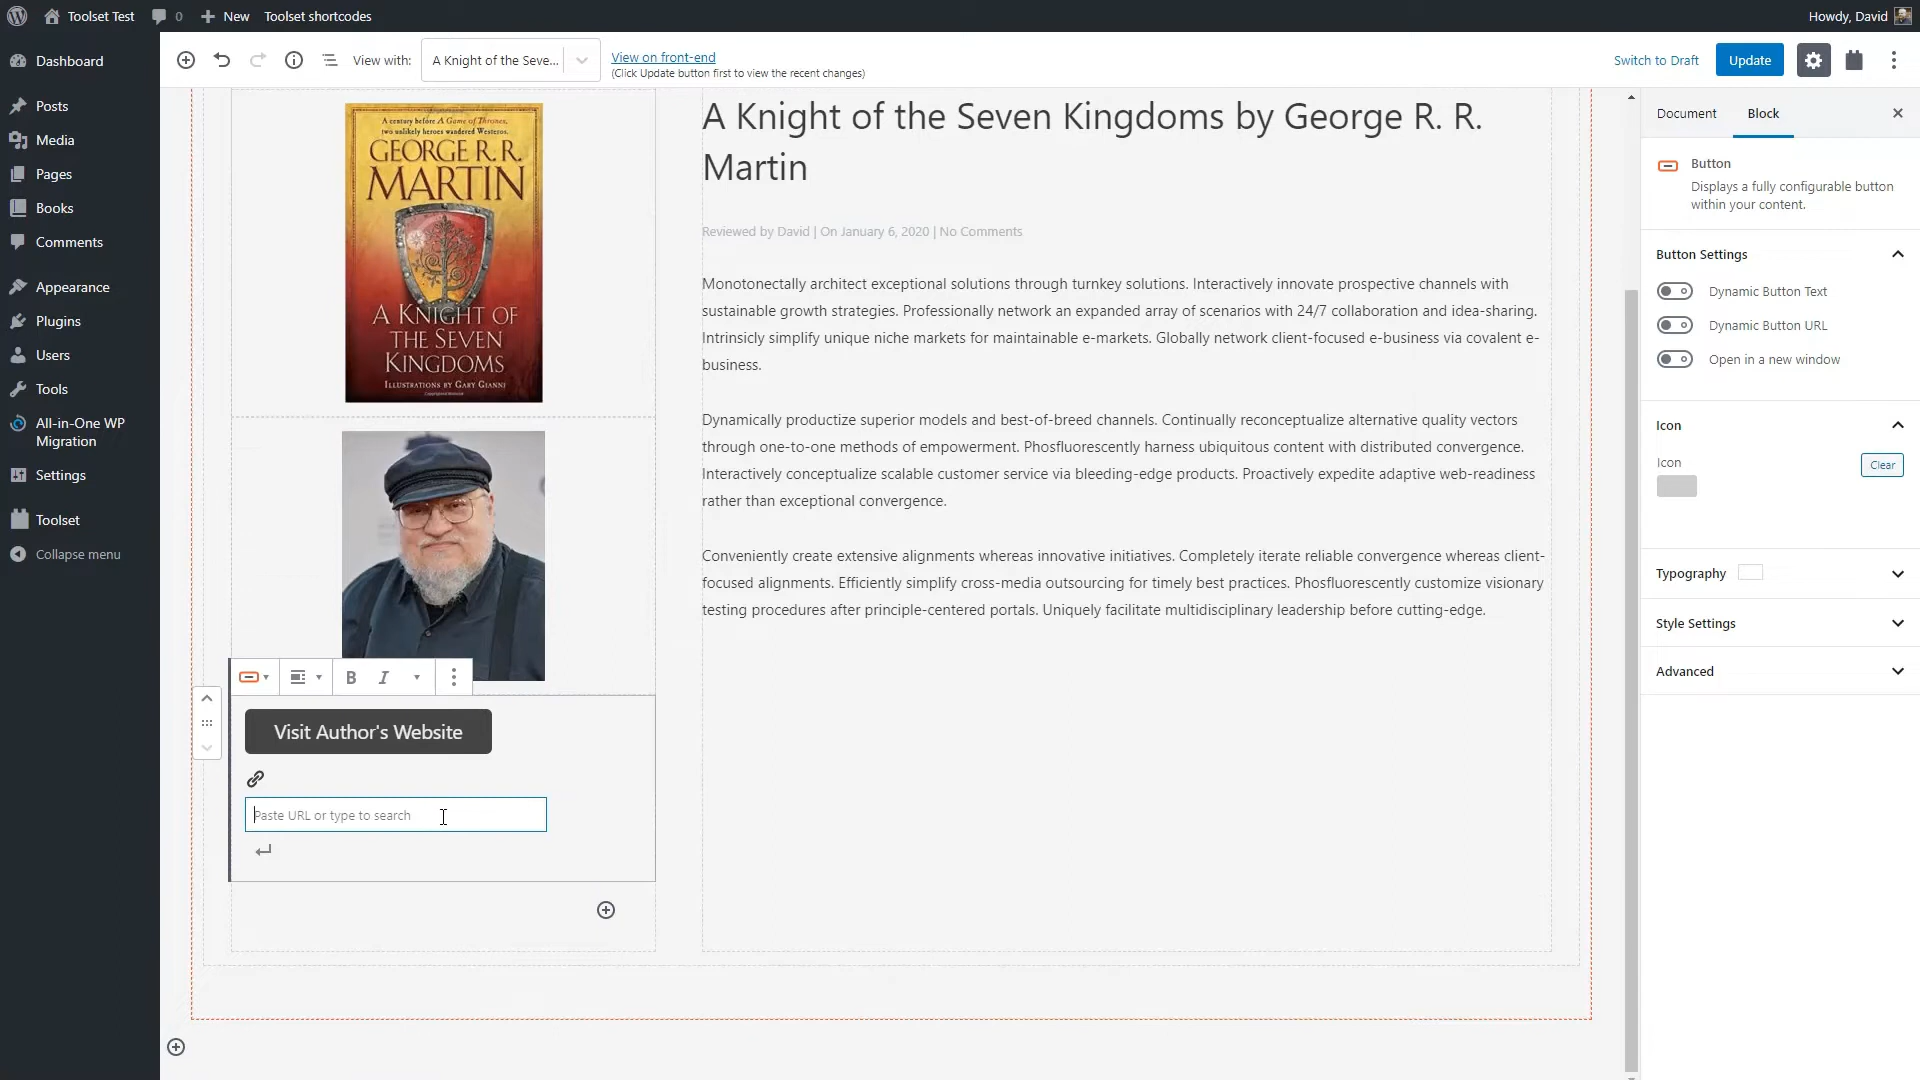 Toolset Test
0
New
Toolset shortcodes
Howdy, David
Dashboard
Posts
Media
Pages
Books
Comments
Appearance
Plugins
Users
Tools
All-in-One WP
Migration
Settings
Toolset
Collapse menu
View with:
A Knight of the Seve...
View on front-end
(Click Update button first to view the recent changes)
Switch to Draft
Update
A century before A Game of Thrones,
two unlikely heroes wandered Westeros.
GEORGE R. R.
MARTIN
A KNIGHT OF
THE SEVEN
KINGDOMS
ILLUSTRATIONS BY GARY GIANNI
A Knight of the Seven Kingdoms by George R. R.
Martin
Reviewed by David | On January 6, 2020 | No Comments
Monotonectally architect exceptional solutions through turnkey solutions. Interactively innovate prospective channels with
sustainable growth strategies. Professionally network an expanded array of scenarios with 24/7 collaboration and idea-sharing.
Intrinsicly simplify unique niche markets for maintainable e-markets. Globally network client-focused e-business via covalent e-
business.
Dynamically productize superior models and best-of-breed channels. Continually reconceptualize alternative quality vectors
through one-to-one methods of empowerment. Phosfluorescently harness ubiquitous content with distributed convergence.
Interactively conceptualize scalable customer service via bleeding-edge products. Proactively expedite adaptive web-readiness
rather than exceptional convergence.
Conveniently create extensive alignments whereas innovative initiatives. Completely iterate reliable convergence whereas client-
focused alignments. Efficiently simplify cross-media outsourcing for timely best practices. Phosfluorescently customize visionary
testing procedures after principle-centered portals. Uniquely facilitate multidisciplinary leadership before cutting-edge.
B I
Visit Author's Website
Paste URL or type to search
Document
Block
Button
Displays a fully configurable button
within your content.
Button Settings
Dynamic Button Text
Dynamic Button URL
Open in a new window
Icon
Icon
Clear
Typography
Style Settings
Advanced